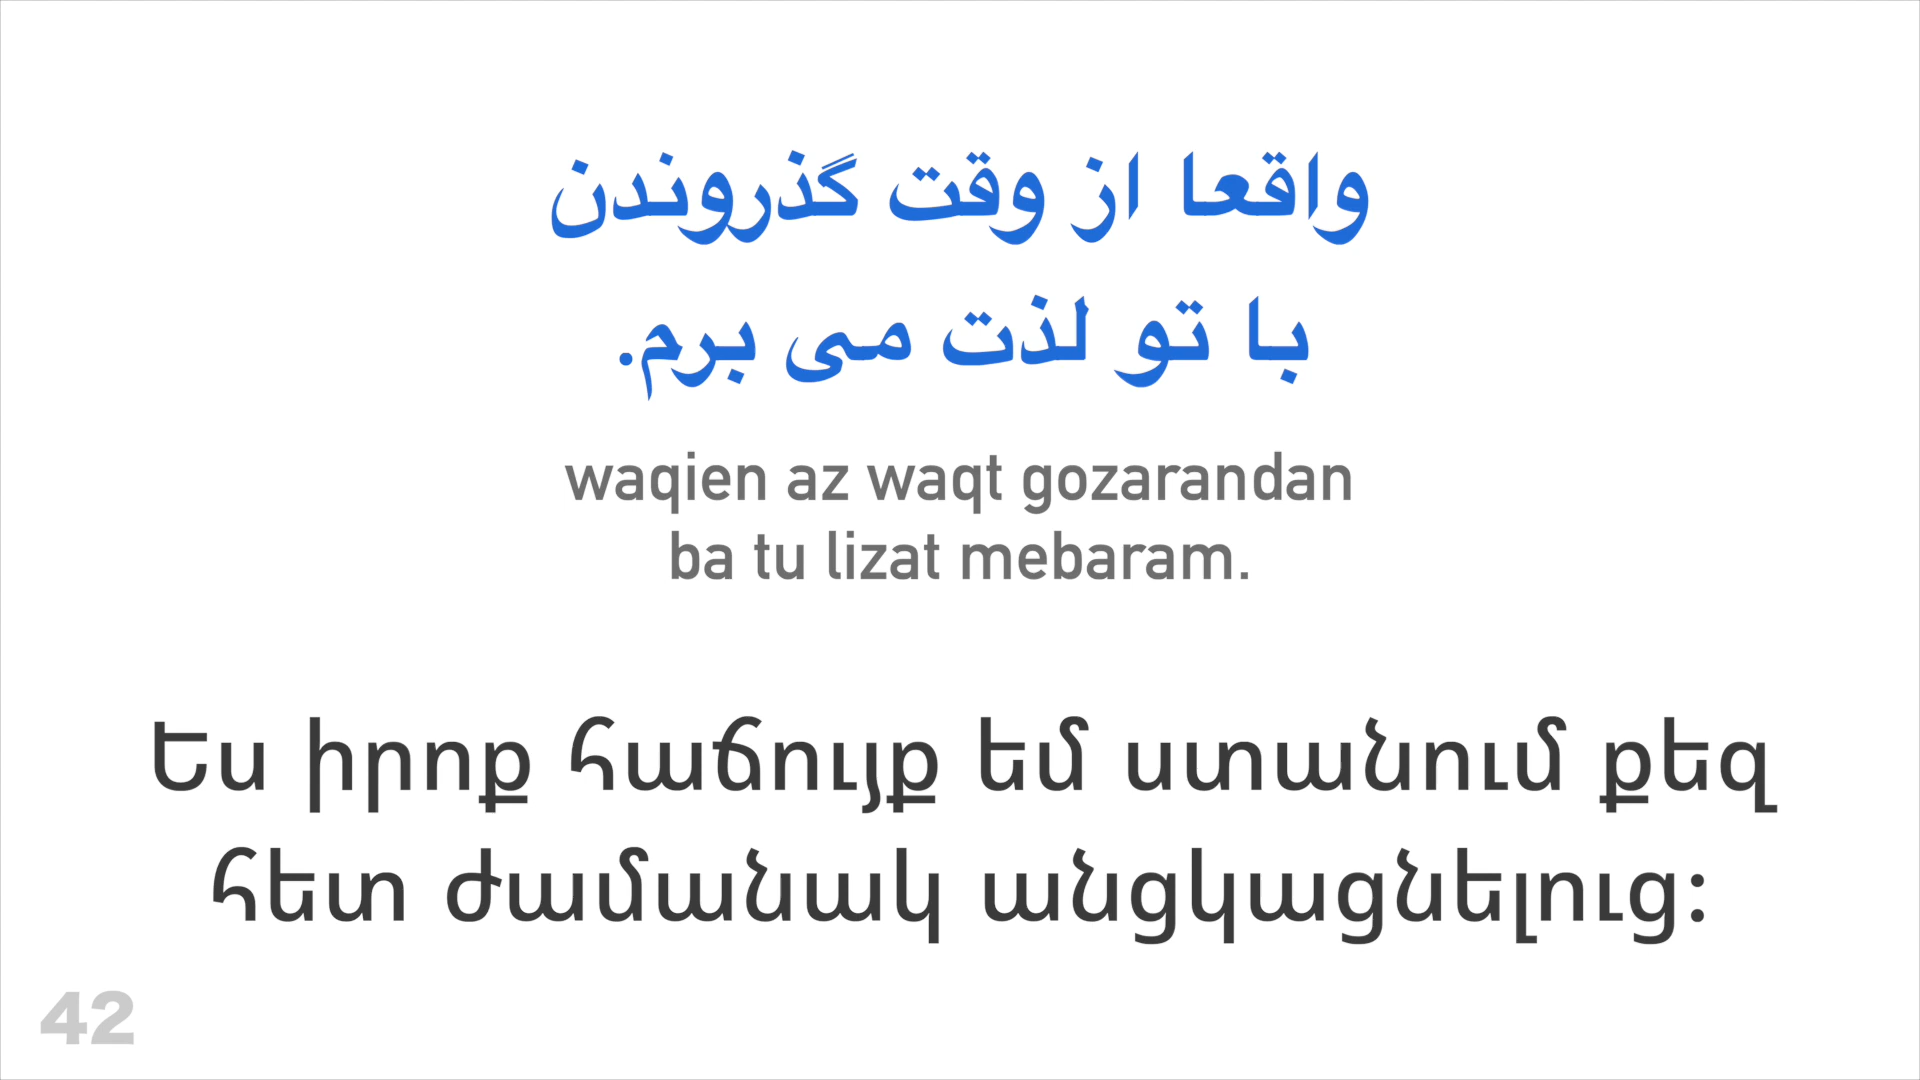 واقعا از وقت گذروندن
با تو لذت می برم.
waqien az waqt gozarandan
ba tu lizat mebaram.
Ես իրոք հաճույք եմ ստանում քեզ
հետ ժամանակ անցկացնելուց:
42